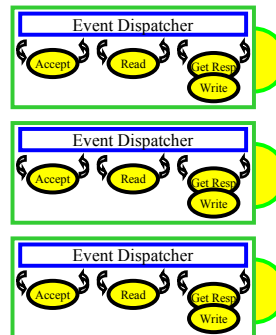 Event Dispatcher
Accept Read Get Resp
Write
Event Dispatcher
Accept Read Get Resp
Write
Event Dispatcher
Accept Read Get Resp
Write